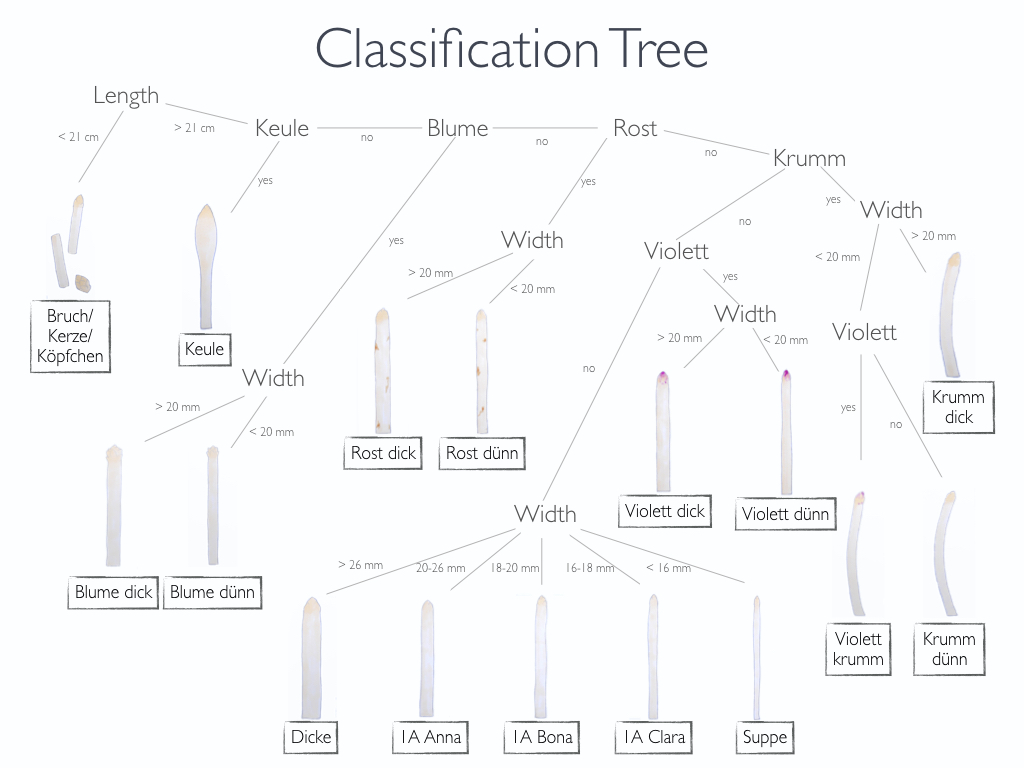 Classification Tree
Length
< 21 cm
> 21 cm
Keule
no
Blume
no
Rost
no
Krumm
yes
yes
yes
yes
Width
no
< 20 mm
> 20 mm
Width
> 20 mm
< 20 mm
Violett
yes
no
Width
> 20 mm
< 20 mm
Violett
yes
no
Bruch/
Kerze/
Köpfchen
Keule
Width
> 20 mm
< 20 mm
Krumm
dick
Rost dick
Rost dünn
Violett dick
Violett dünn
Width
> 26 mm
20-26 mm
18-20 mm
16-18 mm
< 16 mm
Blume dick
Blume dünn
Violett
krumm
Krumm
dünn
Dicke
1A Anna
1A Bona
1A Clara
Suppe